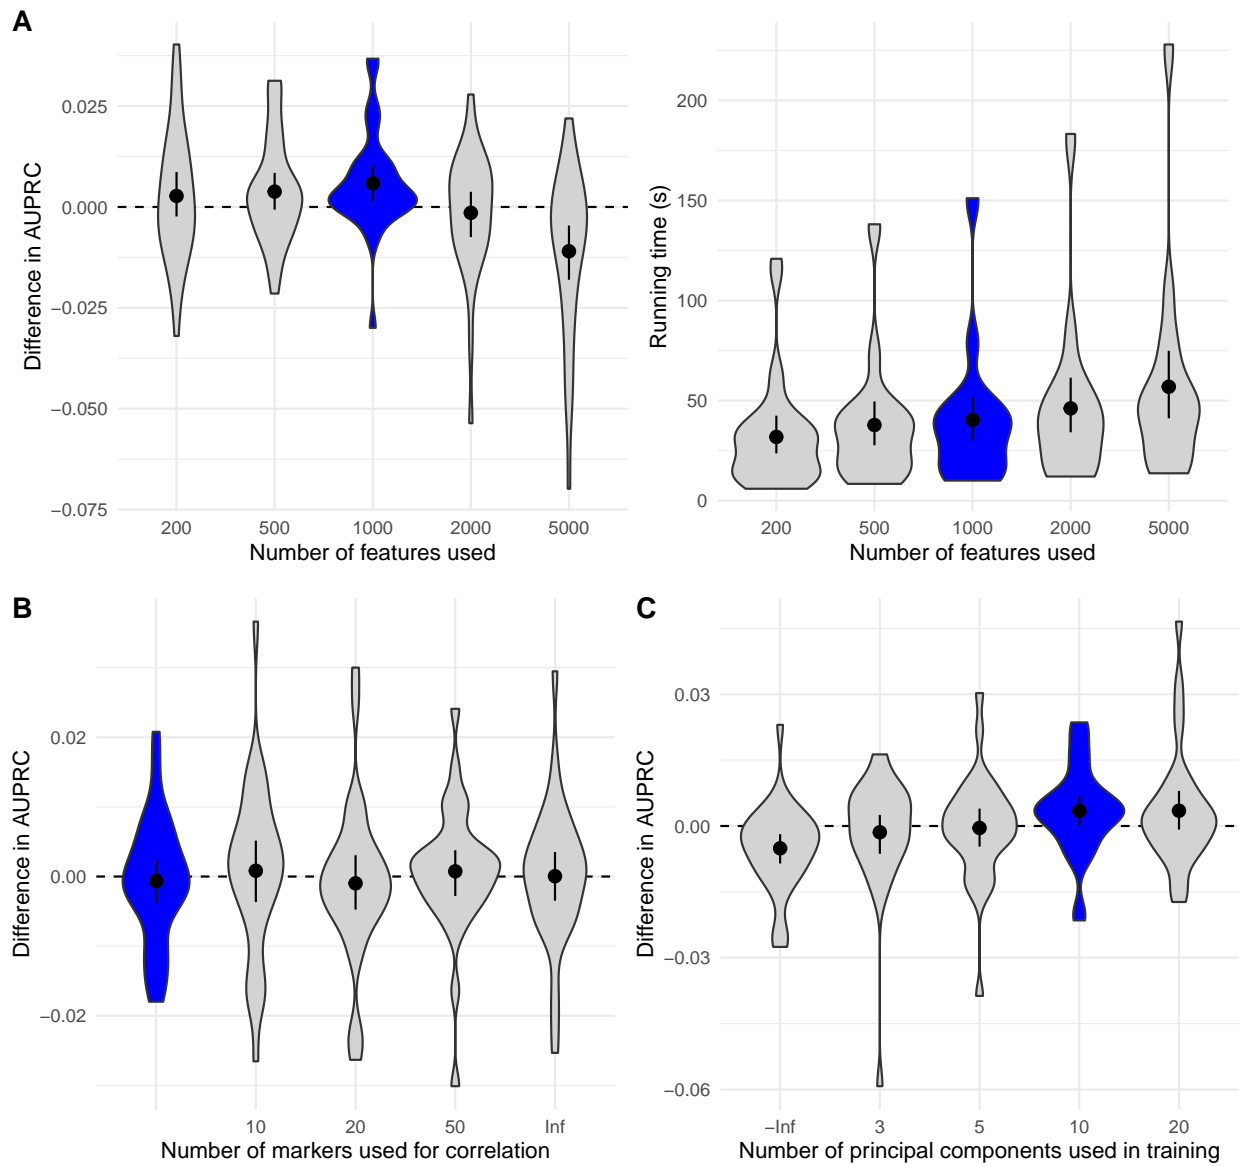 A
Difference in AUPRC
0.025
0.000
−0.025
−0.050
−0.075
200 500 1000 2000 5000
Number of features used
Running time (s)
200
150
100
50
0
200 500 1000 2000 5000
Number of features used
B
Difference in AUPRC
0.02
0.00
−0.02
10 20 50 Inf
Number of markers used for correlation
C
Difference in AUPRC
0.03
0.00
−0.03
−0.06
−Inf 3 5 10 20
Number of principal components used in training